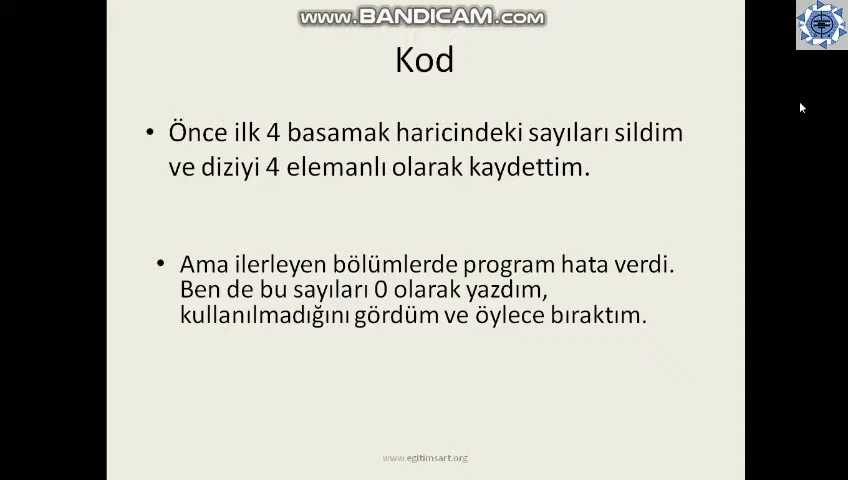 www.BANDICAM.com
Kod
• Önce ilk 4 basamak haricindeki sayıları sildim
ve diziyi 4 elemanlı olarak kaydettim.
• Ama ilerleyen bölümlerde program hata verdi.
Ben de bu sayıları 0 olarak yazdım,
kullanılmadığını gördüm ve öylece bıraktım.
www.egitimsart.org